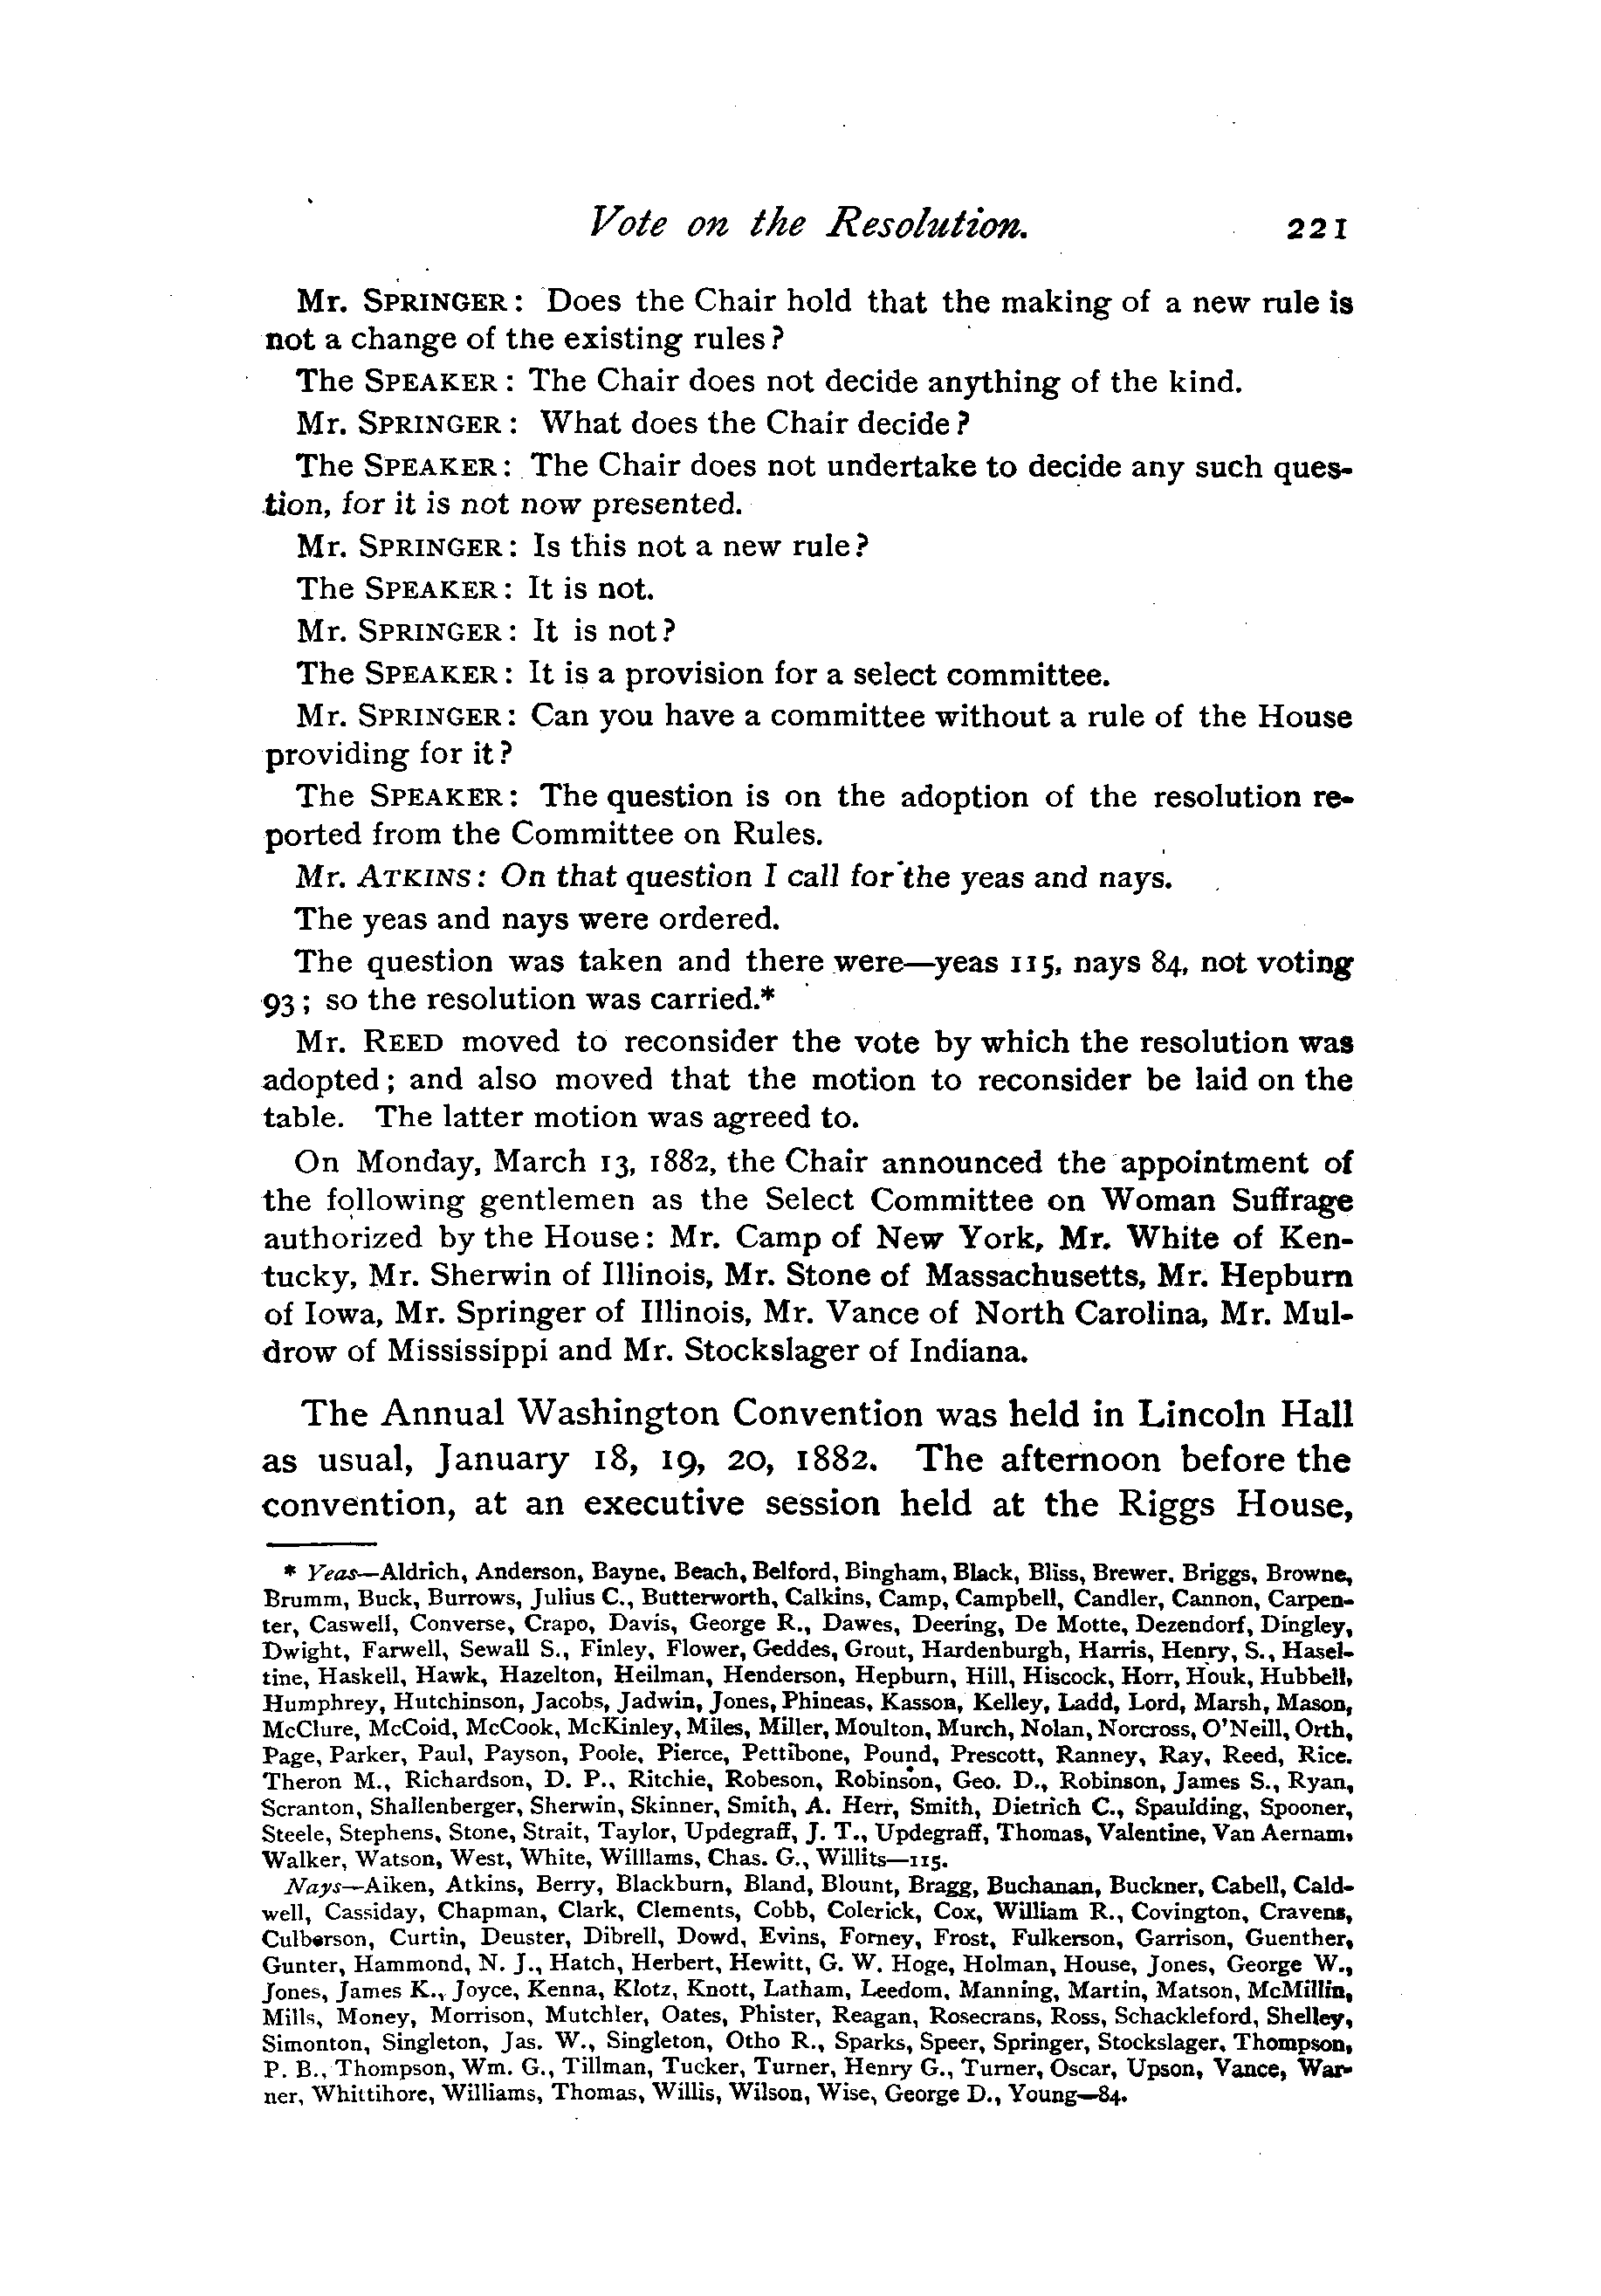 Vote on the Resolution. 221
Mr. SPRINGER: Does the Chair hold that the making of a new rule is
not a change of the existing rules?
The SPEAKER: The Chair does not decide anything of the kind.
Mr. SPRINGER: What does the Chair decide?
The SPEAKER: The Chair does not undertake to decide any such ques-
tion, for it is not now presented.
Mr. SPRINGER: Is this not a new rule?
The SPEAKER: It is not.
Mr. SPRINGER: It is not?
The SPEAKER: It is a provision for a select committee.
Mr. SPRINGER: Can you have a committee without a rule of the House
providing for it?
The SPEAKER: The question is on the adoption of the resolution re-
ported from the Committee on Rules.
Mr. ATKINS: On that question I call for the yeas and nays.
The yeas and nays were ordered.
The question was taken and there were—yeas 115, nays 84, not voting
93; so the resolution was carried.*
Mr. REED moved to reconsider the vote by which the resolution was
adopted; and also moved that the motion to reconsider be laid on the
table. The latter motion was agreed to.
On Monday, March 13, 1882, the Chair announced the appointment of
the following gentlemen as the Select Committee on Woman Suffrage
authorized by the House: Mr. Camp of New York, Mr. White of Ken-
tucky, Mr. Sherwin of Illinois, Mr. Stone of Massachusetts, Mr. Hepburn
of Iowa, Mr. Springer of Illinois, Mr. Vance of North Carolina, Mr. Mul-
drow of Mississippi and Mr. Stockslager of Indiana.
The Annual Washington Convention was held in Lincoln Hall
as usual, January 18, 19, 20, 1882. The afternoon before the
convention, at an executive session held at the Riggs House,
* Yeas—Aldrich, Anderson, Bayne, Beach, Belford, Bingham, Black, Bliss, Brewer, Briggs, Browne,
Brumm, Buck, Burrows, Julius C., Butterworth, Calkins, Camp, Campbell, Candler, Cannon, Carpen-
ter, Caswell, Converse, Crapo, Davis, George R., Dawes, Deering, De Motte, Dezendorf, Dingley,
Dwight, Farwell, Sewall S., Finley, Flower, Geddes, Grout, Hardenburgh, Harris, Henry, S., Hasel-
tine, Haskell, Hawk, Hazelton, Heilman, Henderson, Hepburn, Hill, Hiscock, Horr, Houk, Hubbell,
Humphrey, Hutchinson, Jacobs, Jadwin, Jones, Phineas, Kasson, Kelley, Ladd, Lord, Marsh, Mason,
McClure, McCoid, McCook, McKinley, Miles, Miller, Moulton, Murch, Nolan, Norcross, O'Neill, Orth,
Page, Parker, Paul, Payson, Poole, Pierce, Pettibone, Pound, Prescott, Ranney, Ray, Reed, Rice.
Theron M., Richardson, D. P., Ritchie, Robeson, Robinson, Geo. D., Robinson, James S., Ryan,
Scranton, Shallenberger, Sherwin, Skinner, Smith, A. Herr, Smith, Dietrich C., Spaulding, Spooner,
Steele, Stephens, Stone, Strait, Taylor, Updegraff, J. T., Updegraff, Thomas, Valentine, Van Aernam,
Walker, Watson, West, White, Willlams, Chas. G., Willits—115.
Nays—Aiken, Atkins, Berry, Blackburn, Bland, Blount, Bragg, Buchanan, Buckner, Cabell, Cald-
well, Cassiday, Chapman, Clark, Clements, Cobb, Colerick, Cox, William R., Covington, Cravens,
Culberson, Curtin, Deuster, Dibrell, Dowd, Evins, Forney, Frost, Fulkerson, Garrison, Guenther,
Gunter, Hammond, N. J., Hatch, Herbert, Hewitt, G. W. Hoge, Holman, House, Jones, George W.,
Jones, James K., Joyce, Kenna, Klotz, Knott, Latham, Leedom, Manning, Martin, Matson, McMillin,
Mills, Money, Morrison, Mutchler, Oates, Phister, Reagan, Rosecrans, Ross, Schackleford, Shelley,
Simonton, Singleton, Jas. W., Singleton, Otho R., Sparks, Speer, Springer, Stockslager, Thompson,
P. B., Thompson, Wm. G., Tillman, Tucker, Turner, Henry G., Turner, Oscar, Upson, Vance, War-
ner, Whittihore, Williams, Thomas, Willis, Wilson, Wise, George D., Young—84.